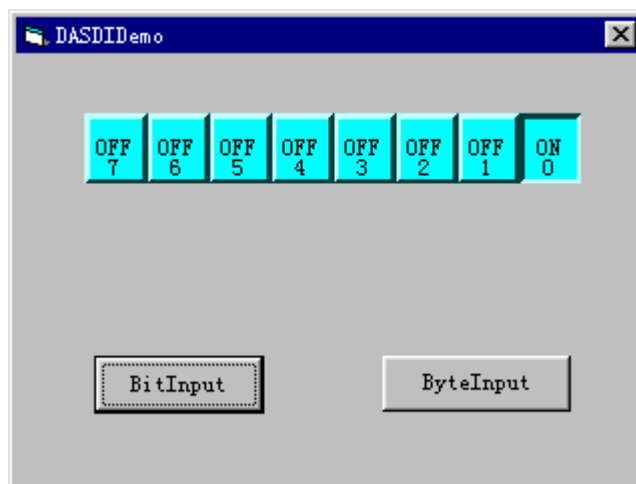 DASDIDemo
OFF OFF OFF OFF OFF OFF OFF ON
7 6 5 4 3 2 1 0
BitInput ByteInput